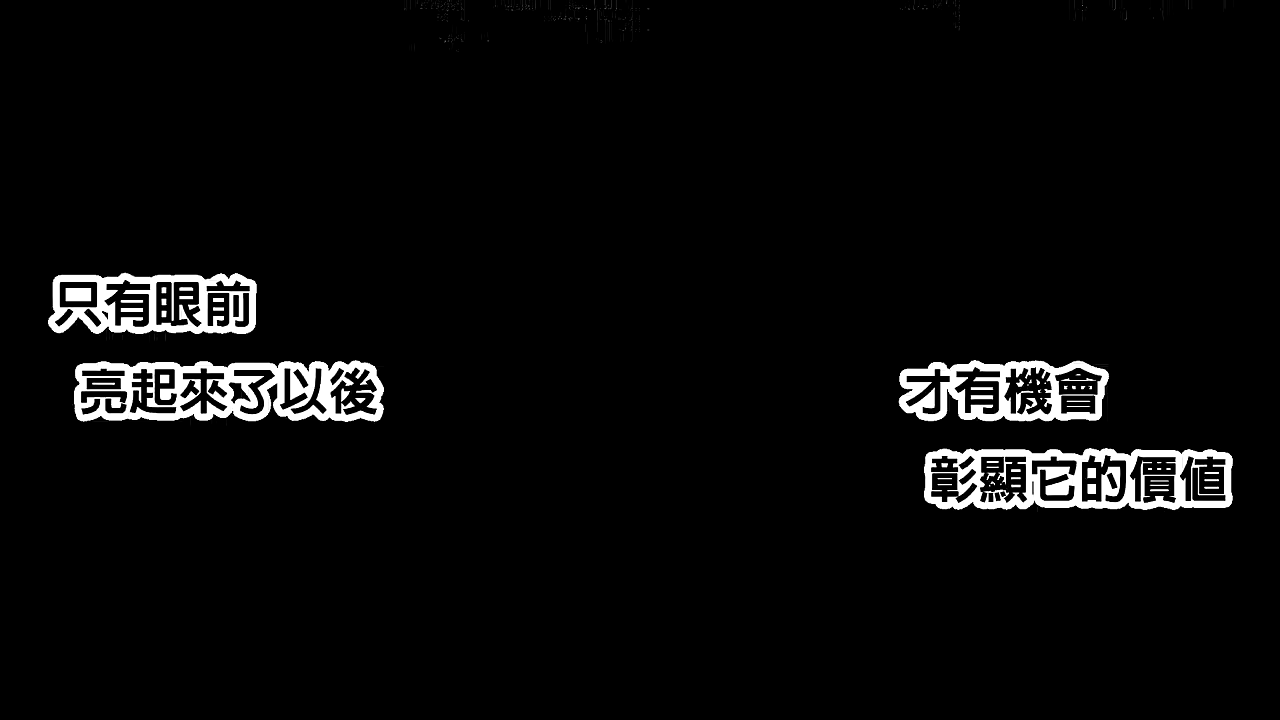 只有眼前
亮起來了以後
才有機會
彰顯它的價值